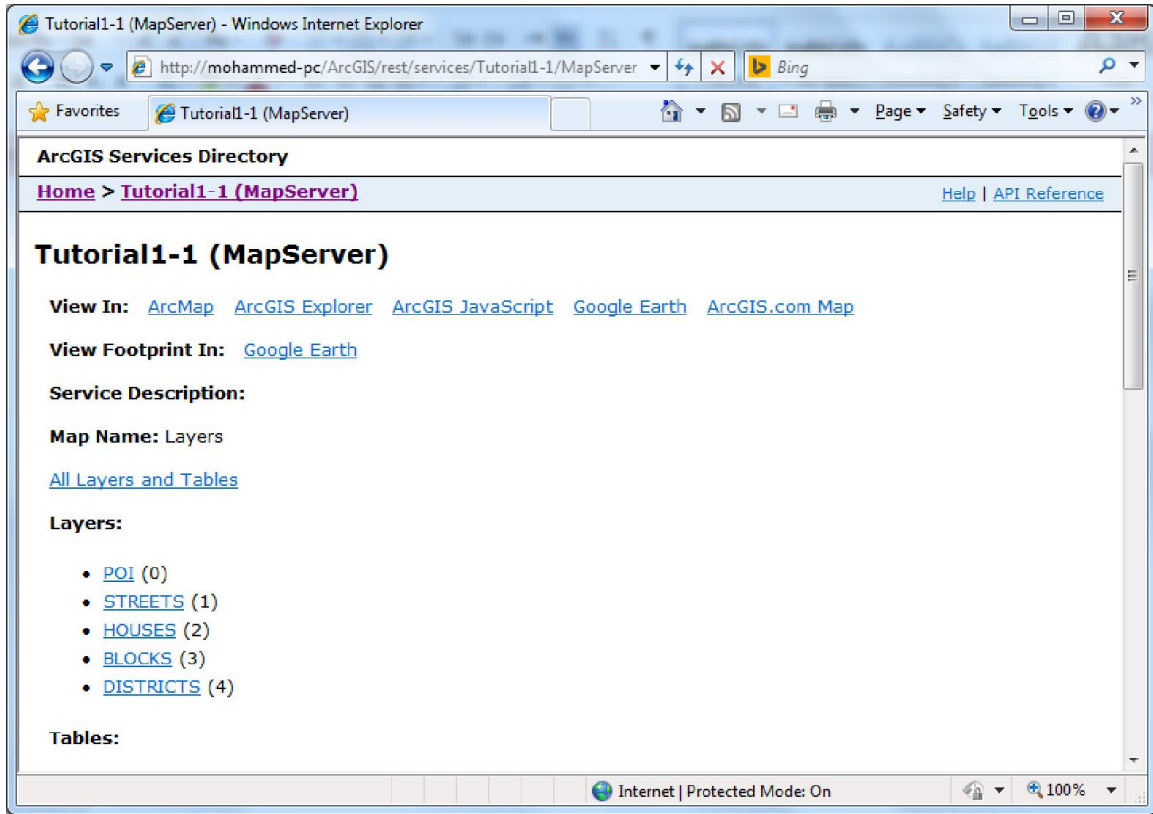 Tutorial1-1 (MapServer) - Windows Internet Explorer
http://mohammed-pc/ArcGIS/rest/services/Tutorial1-1/MapServer
Bing
Favorites
Tutorial1-1 (MapServer)
Page
Safety
Tools
ArcGIS Services Directory
Home > Tutorial1-1 (MapServer)
Help | API Reference
Tutorial1-1 (MapServer)
View In: ArcMap ArcGIS Explorer ArcGIS JavaScript Google Earth ArcGIS.com Map
View Footprint In: Google Earth
Service Description:
Map Name: Layers
All Layers and Tables
Layers:
• POI (0)
• STREETS (1)
• HOUSES (2)
• BLOCKS (3)
• DISTRICTS (4)
Tables:
Internet | Protected Mode: On
100%